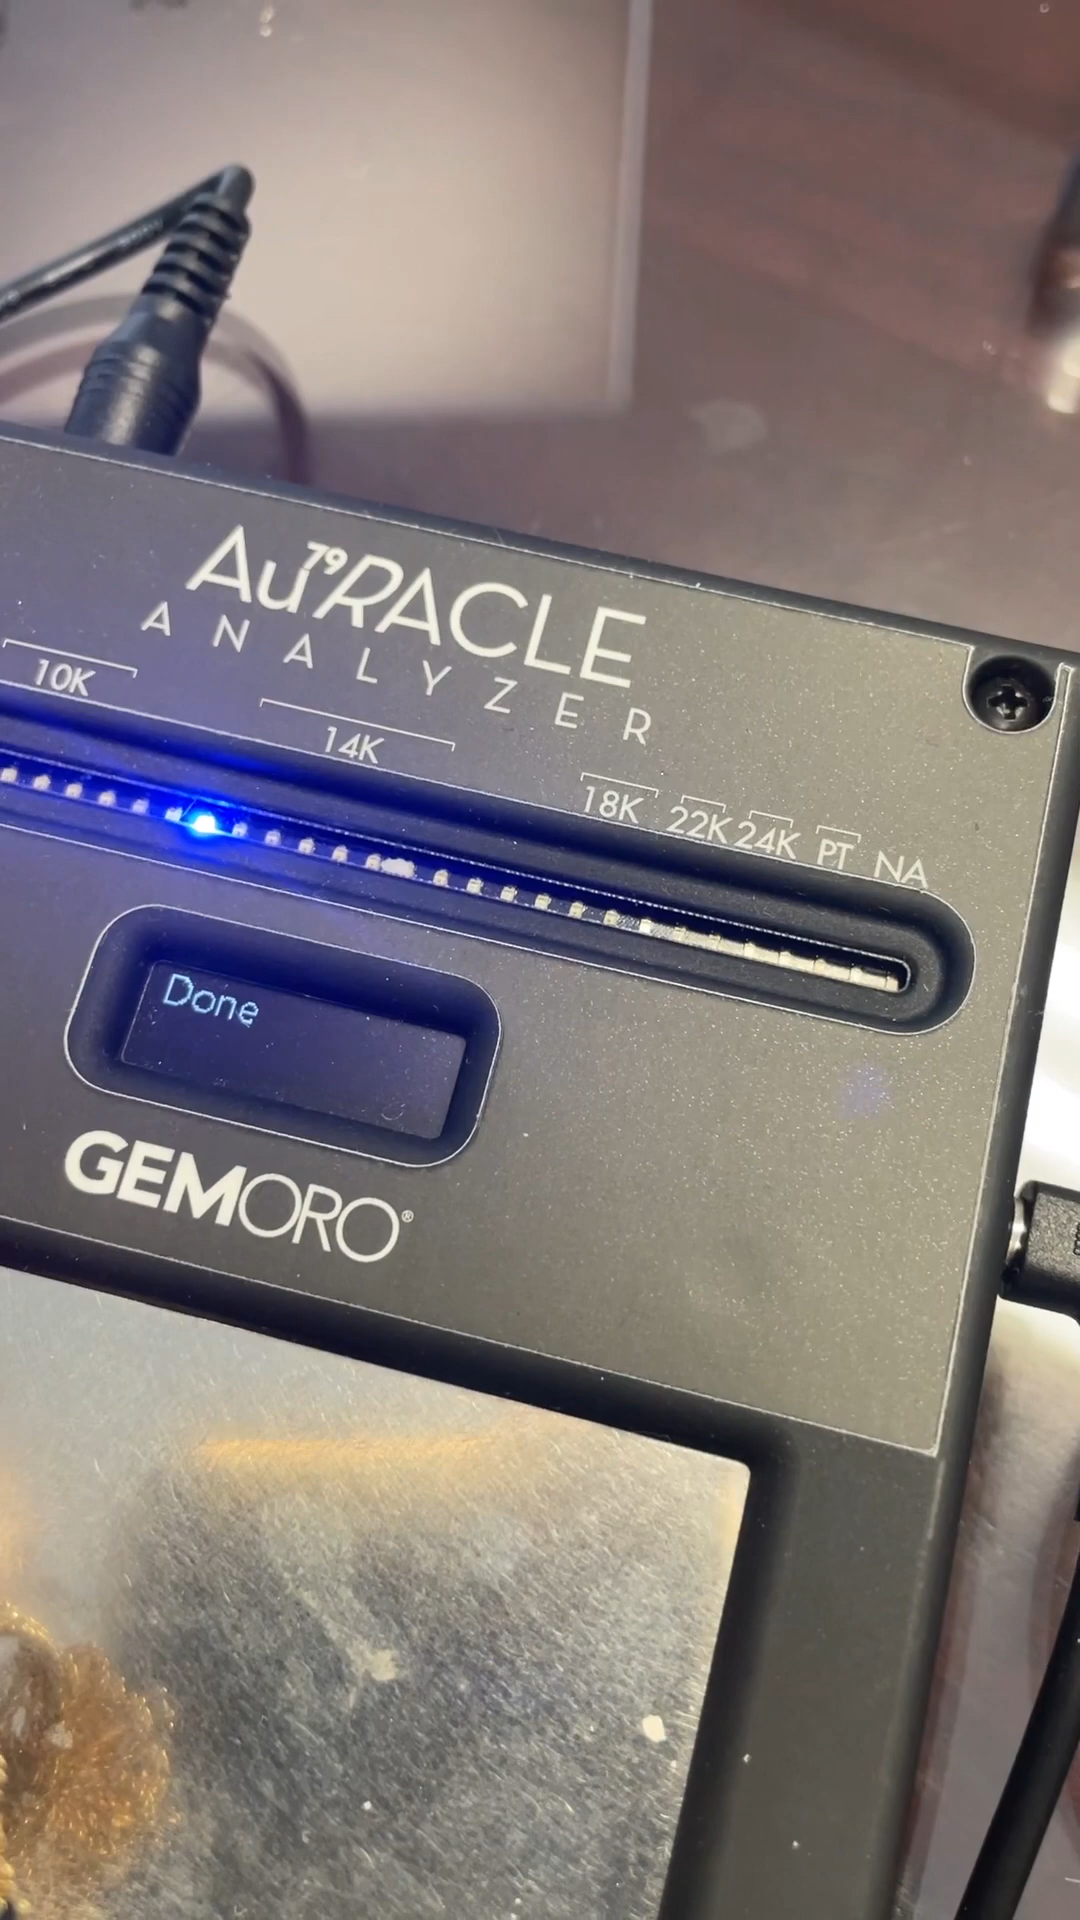 Au79RACLE
ANALYZER
10K
14K
18K 22K 24K PT NA
Done
GEMORO®